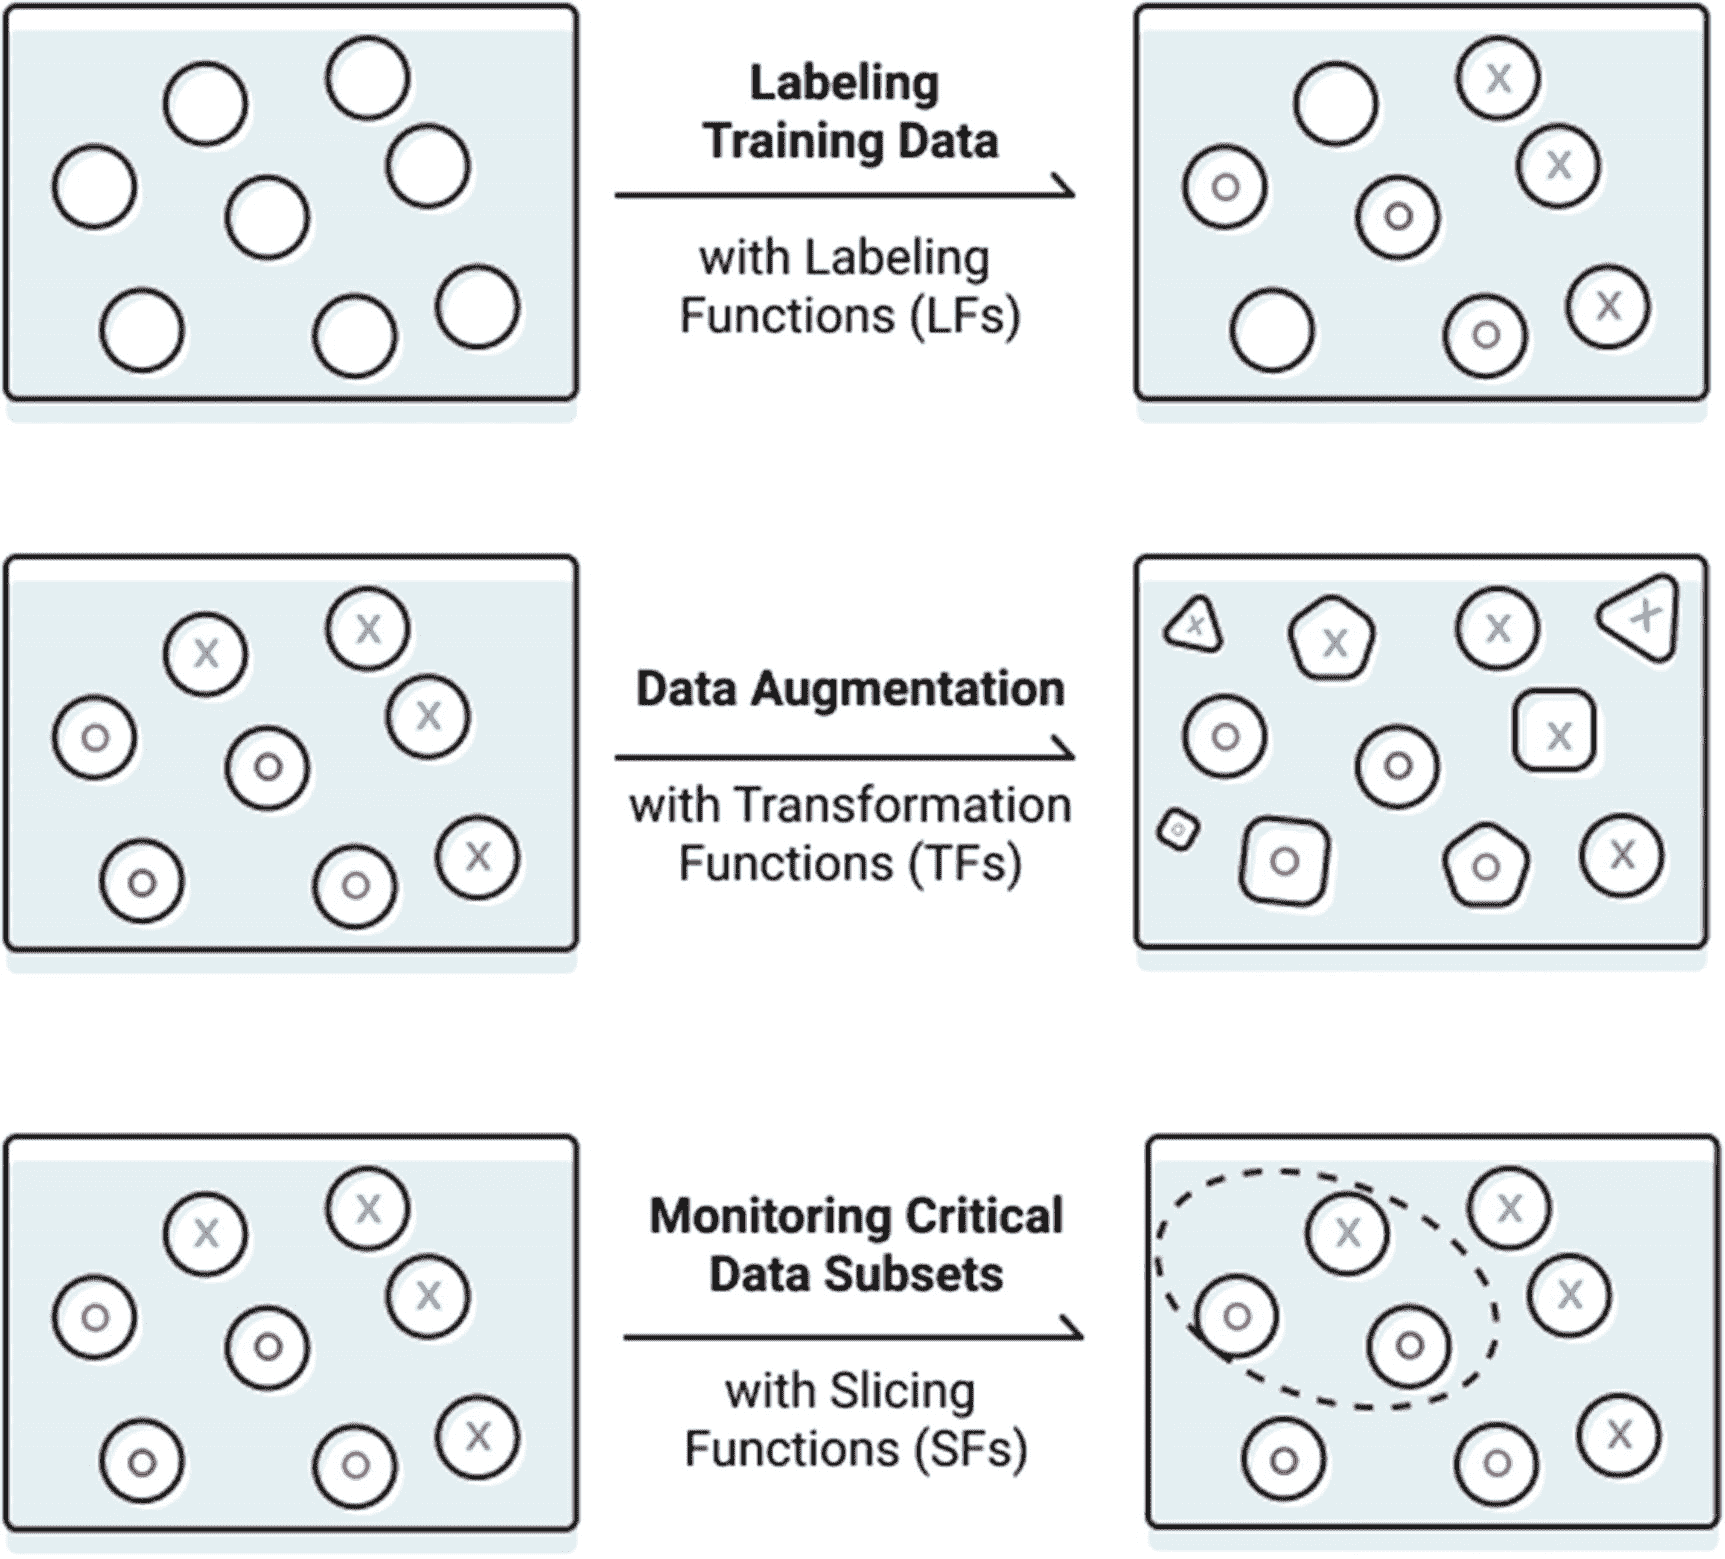 Labeling
Training Data
with Labeling
Functions (LFs)
X
X
O
O
X
O
Data Augmentation
with Transformation
Functions (TFs)
X
X
X
O
O
O
O
X
X
X
X
X
O
O
X
O
O
O
X
Monitoring Critical
Data Subsets
with Slicing
Functions (SFs)
X
X
X
O
O
O
O
X
X
X
X
O
O
O
O
X